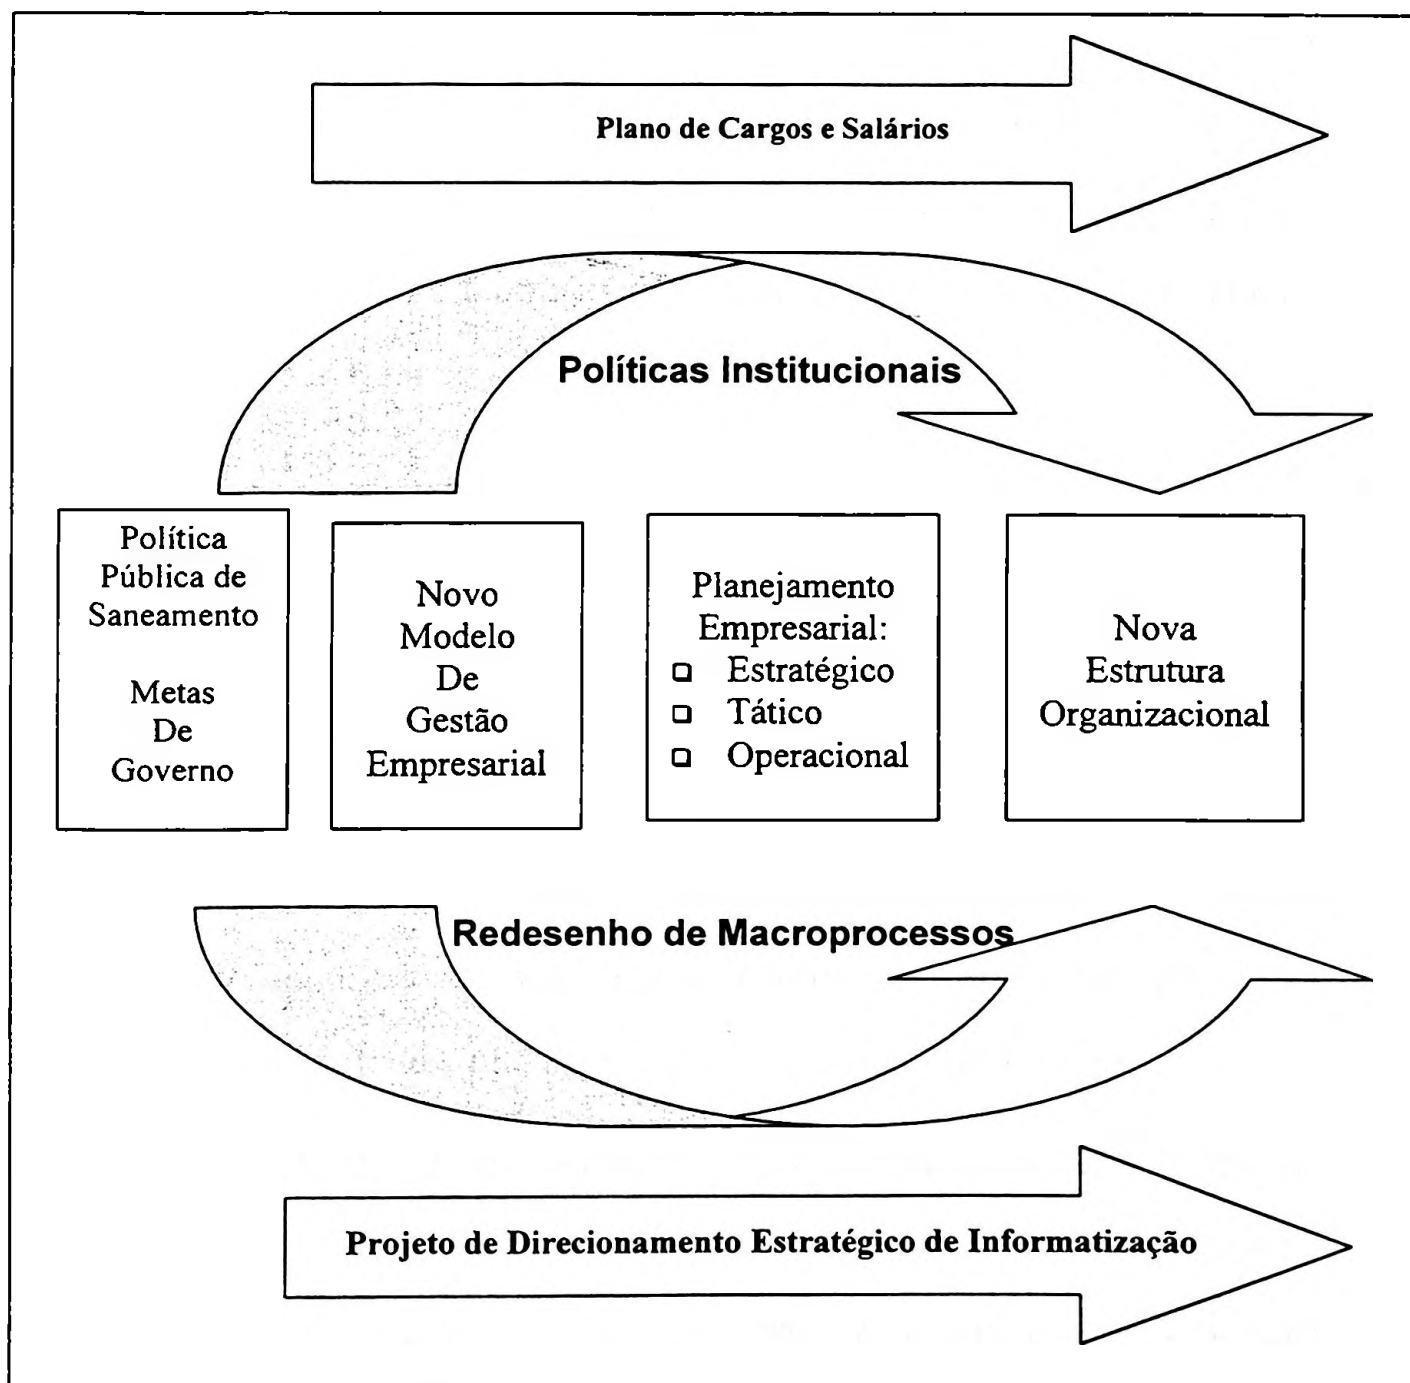 Plano de Cargos e Salários
Políticas Institucionais
Política
Pública de
Saneamento
Metas
De
Governo
Novo
Modelo
De
Gestão
Empresarial
Planejamento
Empresarial:
Estratégico
Tático
Operacional
Nova
Estrutura
Organizacional
Redesenho de Macroprocessos
Projeto de Direcionamento Estratégico de Informatização